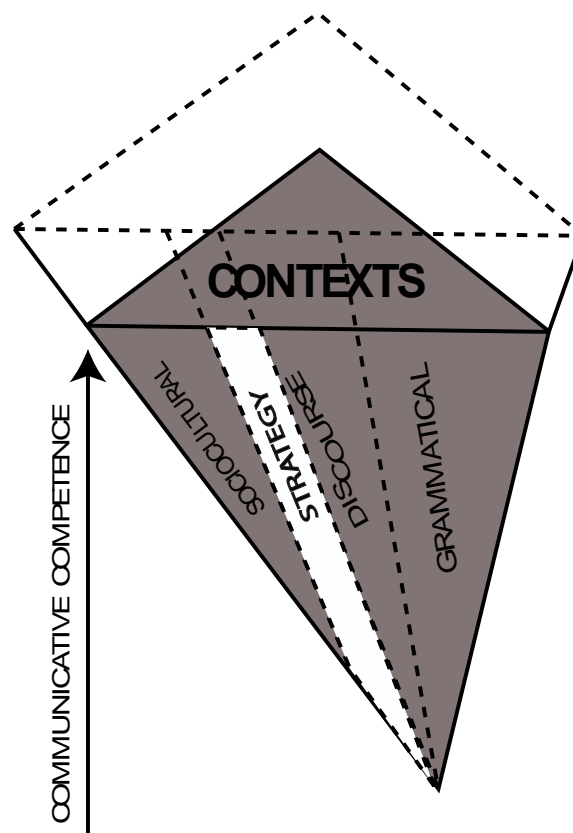 CONTEXTS
SOCIOCULTURAL
STRATEGY
DISCOURSE
GRAMMATICAL
COMMUNICATIVE COMPETENCE